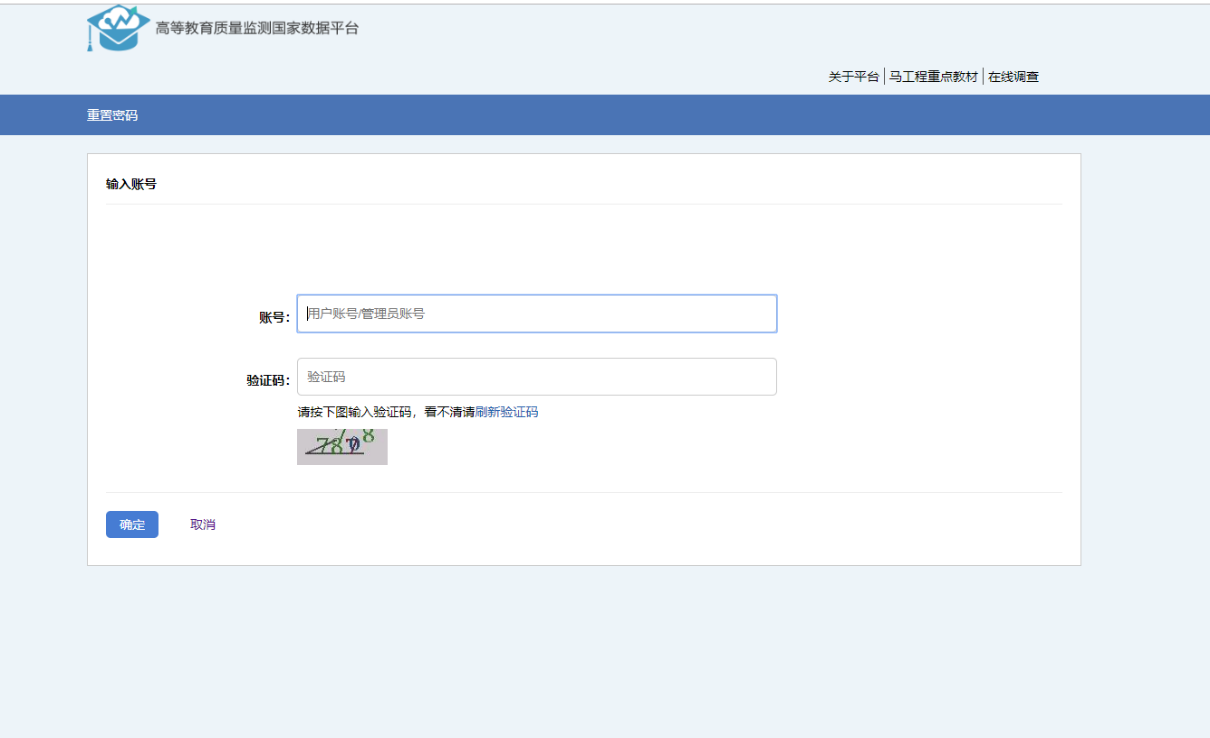 高等教育质量监测国家数据平台
关于平台 | 马工程重点教材 | 在线调查
重置密码
输入账号
账号：
用户账号/管理员账号
验证码：
验证码
请按下图输入验证码，看不清请刷新验证码
确定
取消